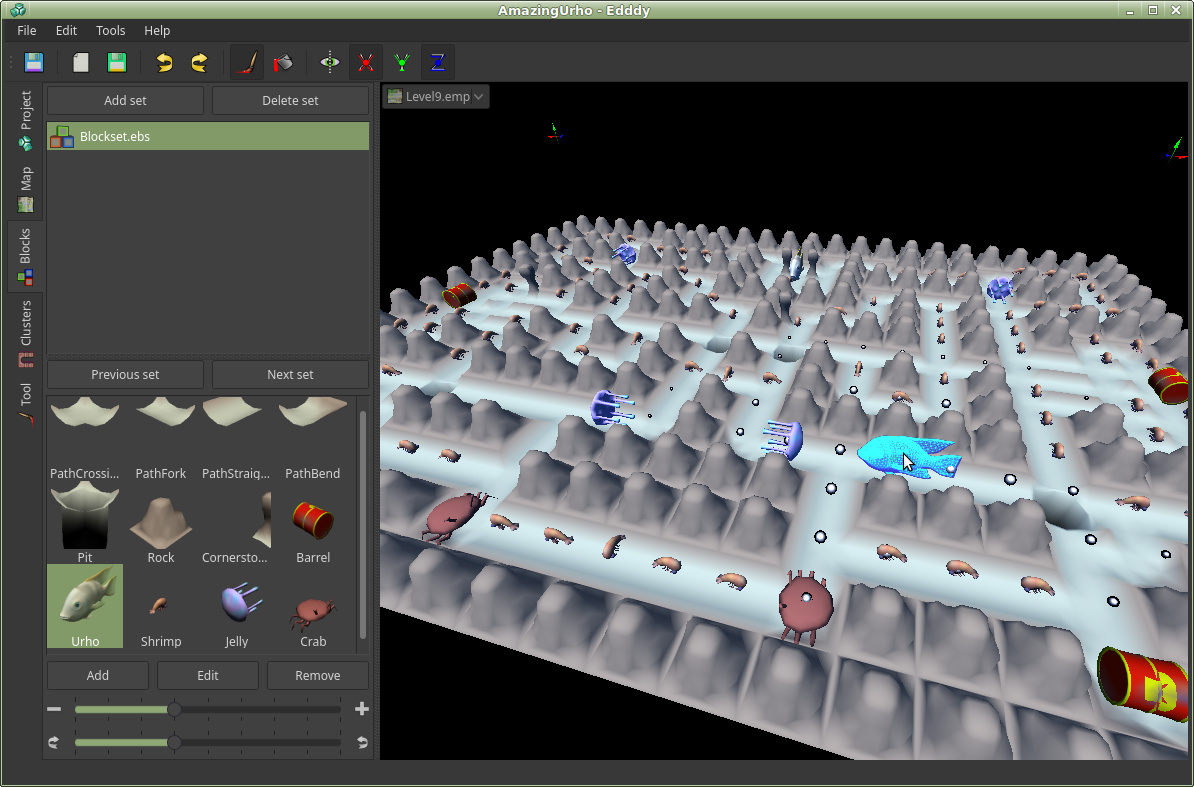 AmazingUrho - Edddy
File Edit Tools Help
Project
Map
Blocks
Clusters
Tool
Add set Delete set
Blockset.ebs
Level9.emp
Previous set Next set
PathCrossi... PathFork PathStraig... PathBend
Pit Rock Cornersto... Barrel
Urho Shrimp Jelly Crab
Add Edit Remove